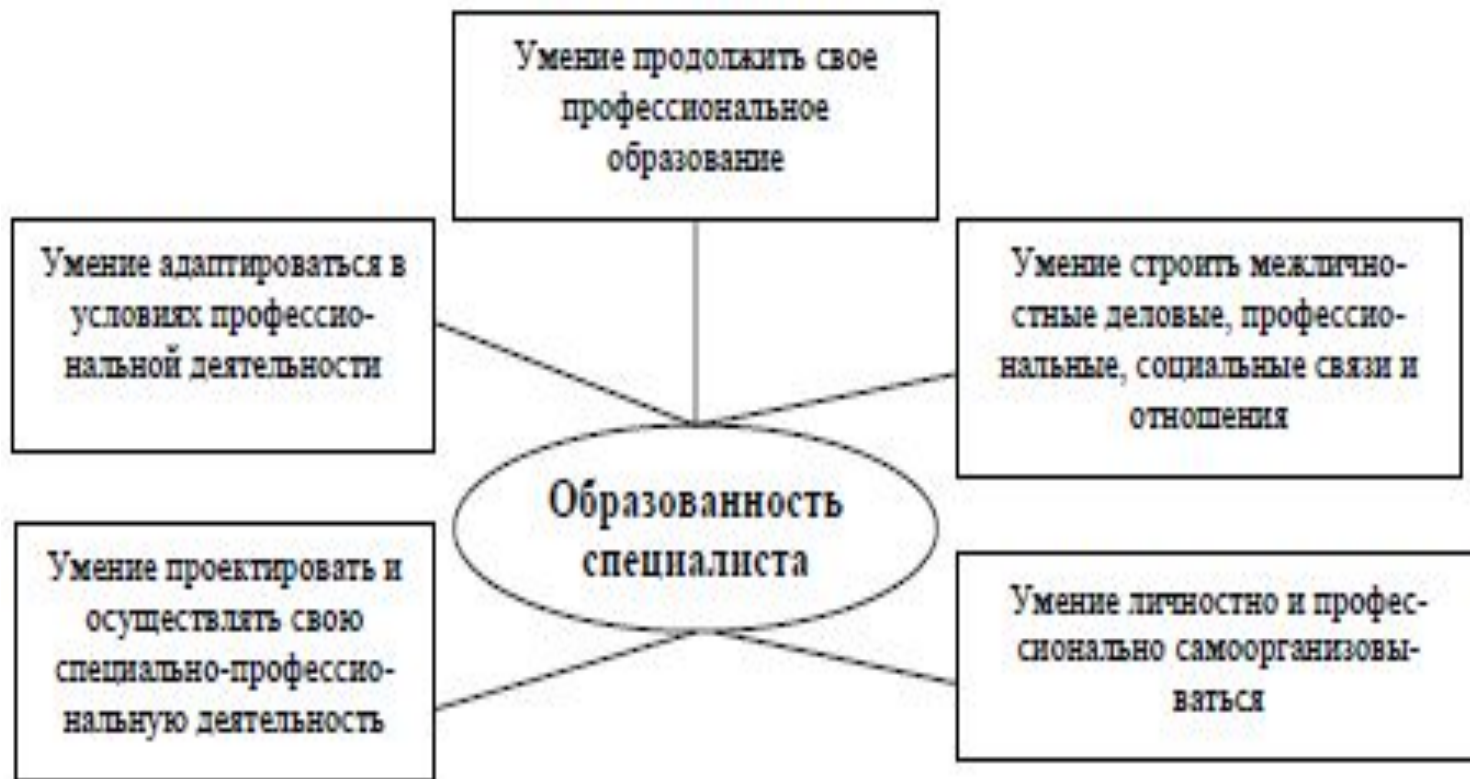 Умение продолжить свое
профессиональное
образование
Умение адаптироваться в
условиях профессио-
нальной деятельности
Умение строить межлично-
стные деловые, профессио-
нальные, социальные связи и
отношения
Образованность
специалиста
Умение проектировать и
осуществлять свою
специально-профессио-
нальную деятельность
Умение личностно и профес-
сионально самоорганизовы-
ваться